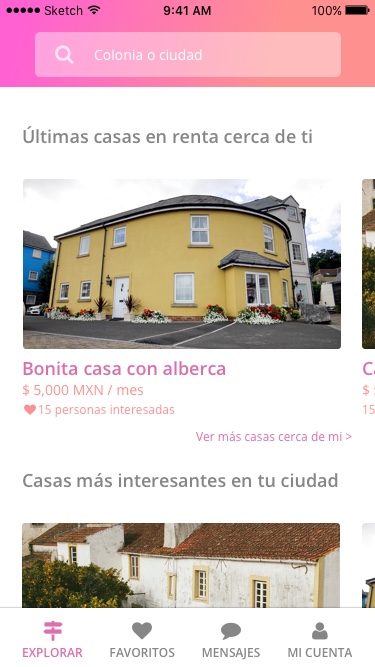 Sketch 9:41 AM 100%
Colonia o ciudad
Últimas casas en renta cerca de ti
Bonita casa con alberca
$ 5,000 MXN / mes
15 personas interesadas
$
15
Ver más casas cerca de mi >
Casas más interesantes en tu ciudad
EXPLORAR FAVORITOS MENSAJES MI CUENTA